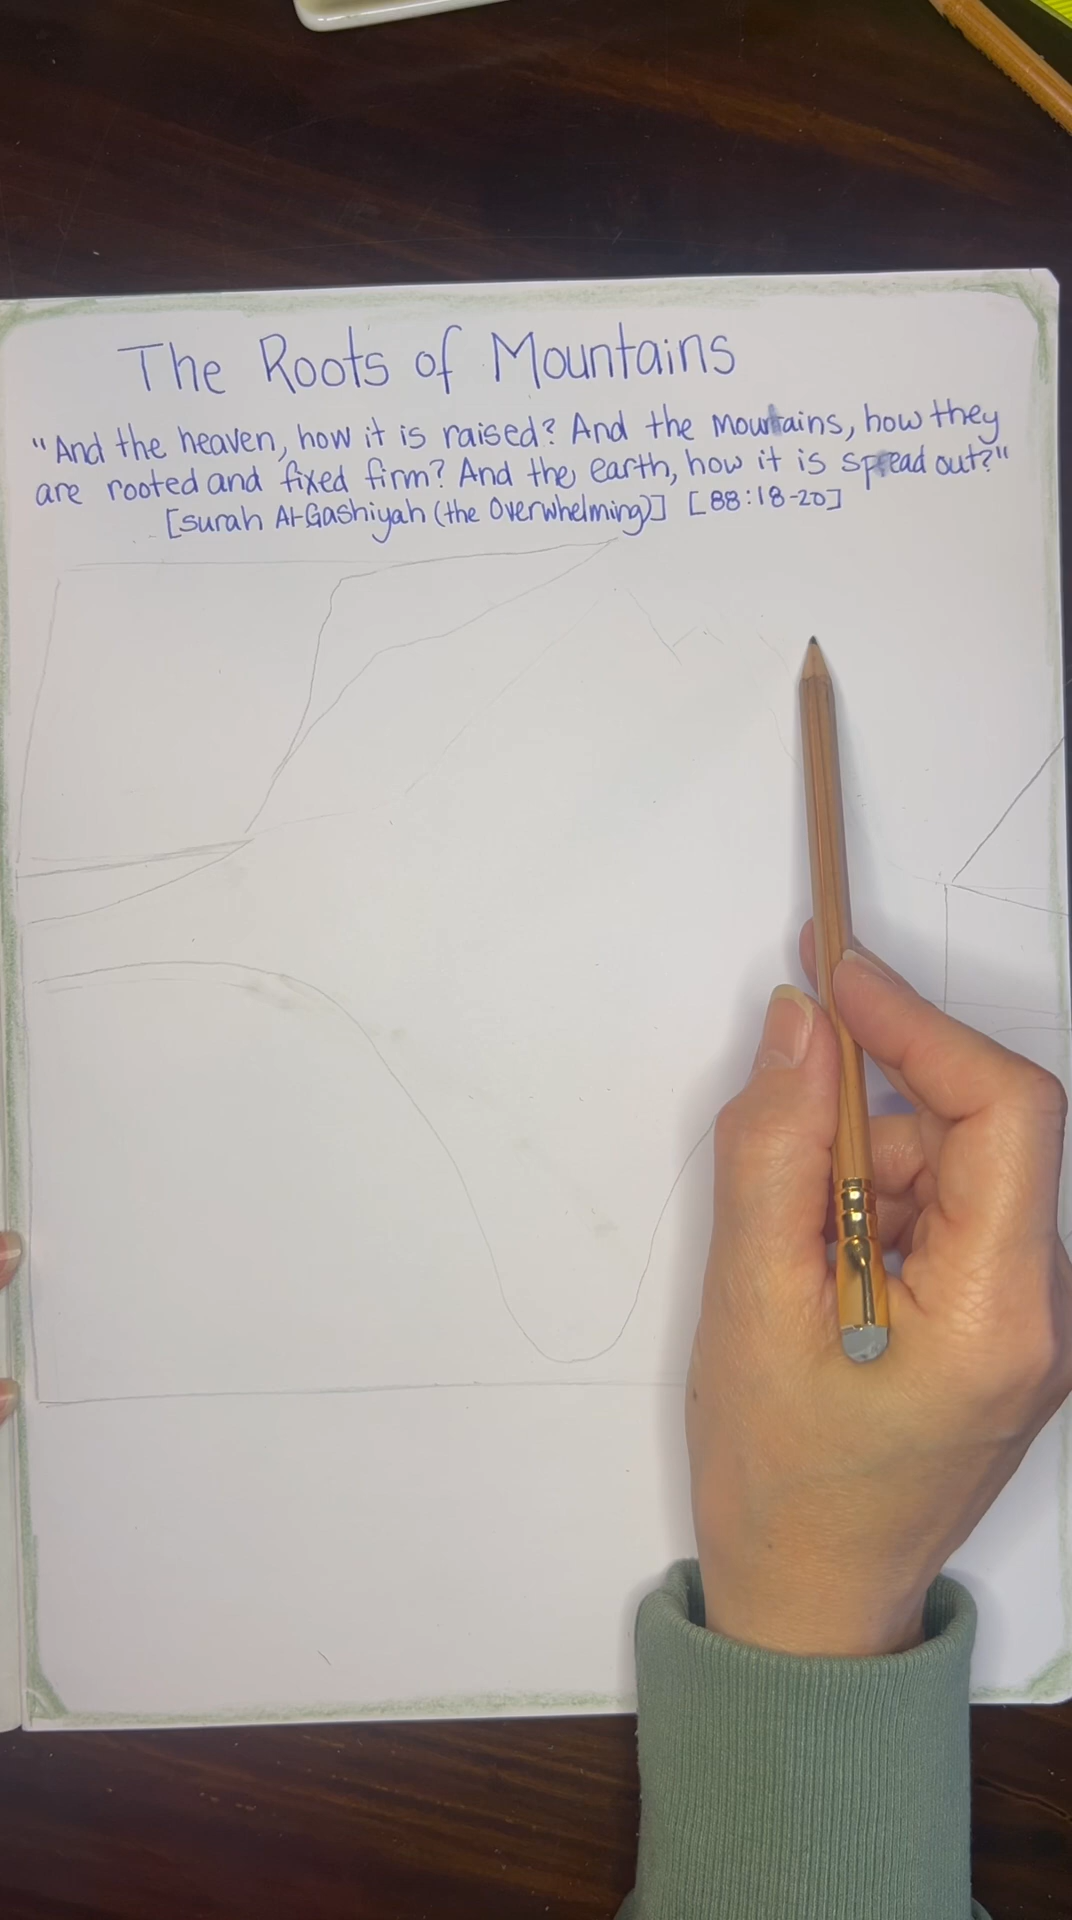 The Roots of Mountains
"And the heaven, how it is raised? And the mountains, how they
are rooted and fixed firm? And the earth, how it is spread out?"
[surah Al-Gashiyah (the Overwhelming)] [88:18-20]